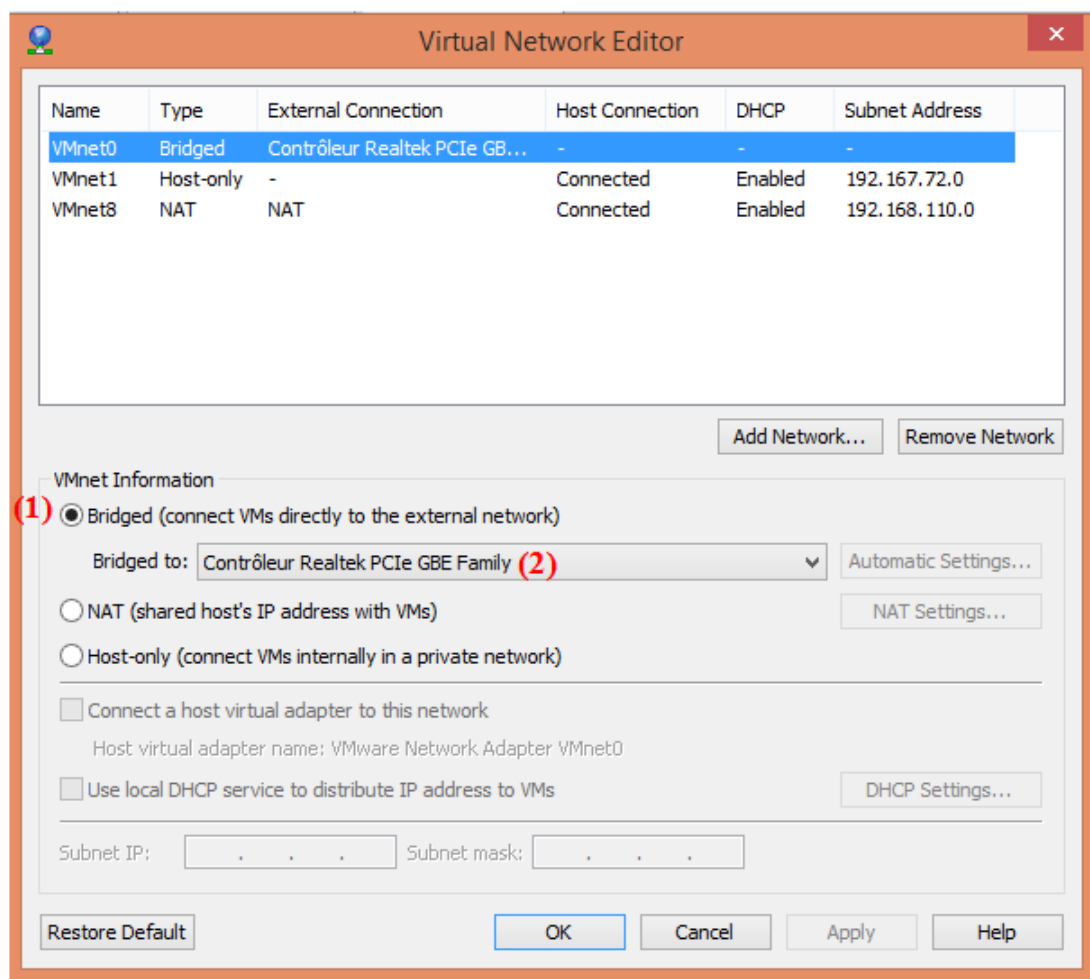 Virtual Network Editor
Name Type External Connection Host Connection DHCP Subnet Address
VMnet0 Bridged Contrôleur Realtek PCIe GB... - - -
VMnet1 Host-only - Connected Enabled 192.167.72.0
VMnet8 NAT NAT Connected Enabled 192.168.110.0
Add Network... Remove Network
VMnet Information
(1) Bridged (connect VMs directly to the external network)
Bridged to: Contrôleur Realtek PCIe GBE Family (2) Automatic Settings...
NAT (shared host's IP address with VMs) NAT Settings...
Host-only (connect VMs internally in a private network)
Connect a host virtual adapter to this network
Host virtual adapter name: VMware Network Adapter VMnet0
Use local DHCP service to distribute IP address to VMs DHCP Settings...
Subnet IP: . . . Subnet mask: . . .
Restore Default OK Cancel Apply Help